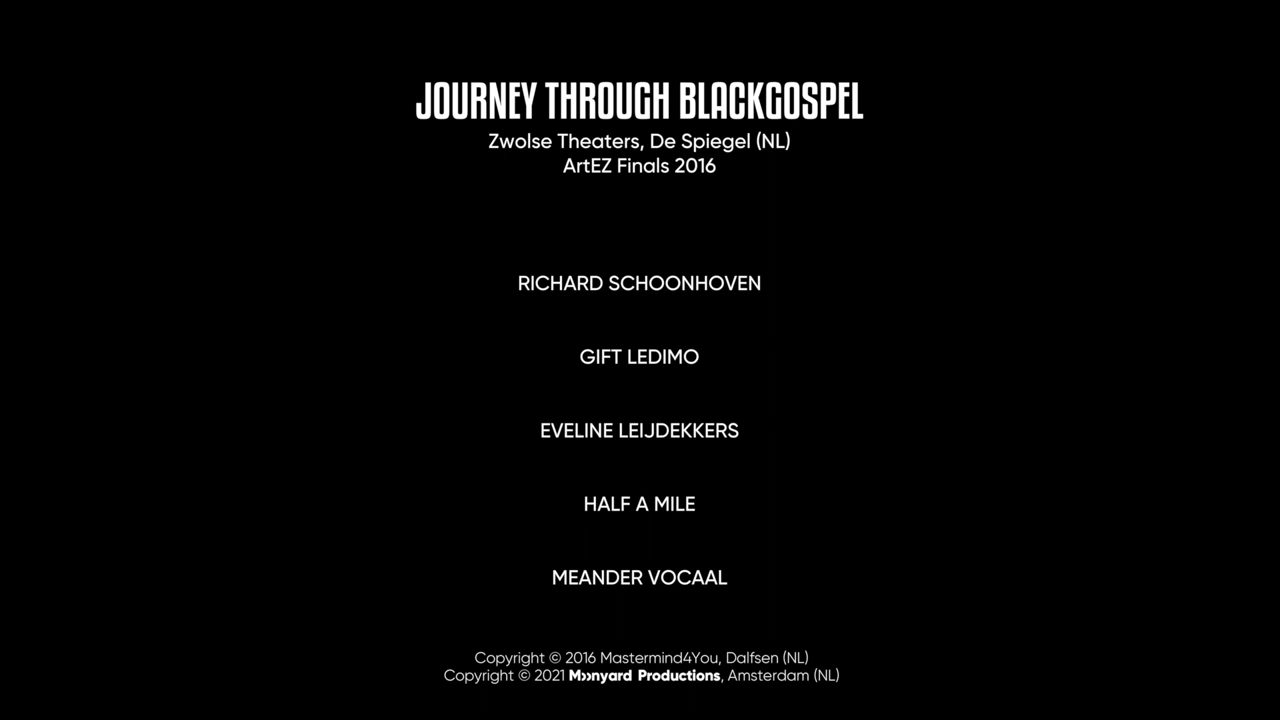 JOURNEY THROUGH BLACKGOSPEL
Zwolse Theaters, De Spiegel (NL)
ArtEZ Finals 2016
RICHARD SCHOONHOVEN
GIFT LEDIMO
EVELINE LEIJDEKKERS
HALF A MILE
MEANDER VOCAAL
Copyright © 2016 Mastermind4You, Dalfsen (NL)
Copyright © 2021 Moonyard Productions, Amsterdam (NL)